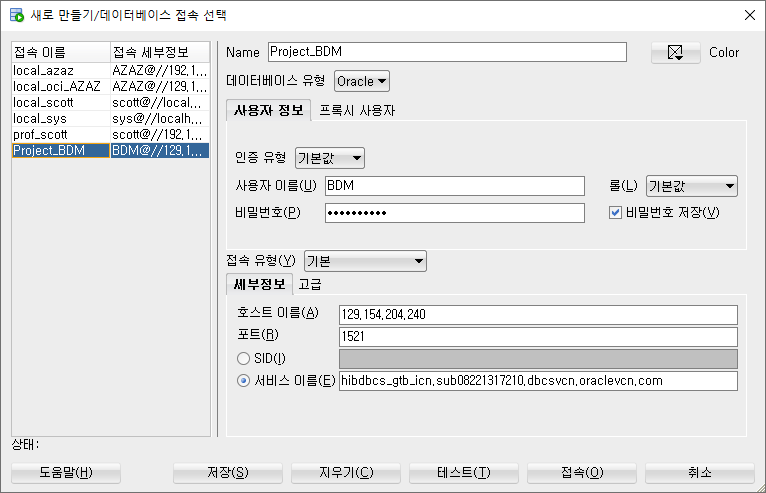 새로 만들기/데이터베이스 접속 선택
접속 이름 접속 세부정보
local_azaz AZAZ@//192,1...
local_oci_AZAZ AZAZ@//129,1...
local_scott scott@//local...
local_sys sys@//localh...
prof_scott scott@//192,1...
Project_BDM BDM@//129,1...
Name Project_BDM Color
데이터베이스 유형 Oracle
사용자 정보 프록시 사용자
인증 유형 기본값
사용자 이름(U) BDM 롤(L) 기본값
비밀번호(P) •••••••••• 비밀번호 저장(V)
접속 유형(Y) 기본
세부정보 고급
호스트 이름(A) 129,154,204,240
포트(R) 1521
SID(I)
서비스 이름(E) hibdbcs_gtb_icn,sub08221317210,dbcsvcn,oraclevcn,com
상태:
도움말(H) 저장(S) 지우기(C) 테스트(T) 접속(O) 취소